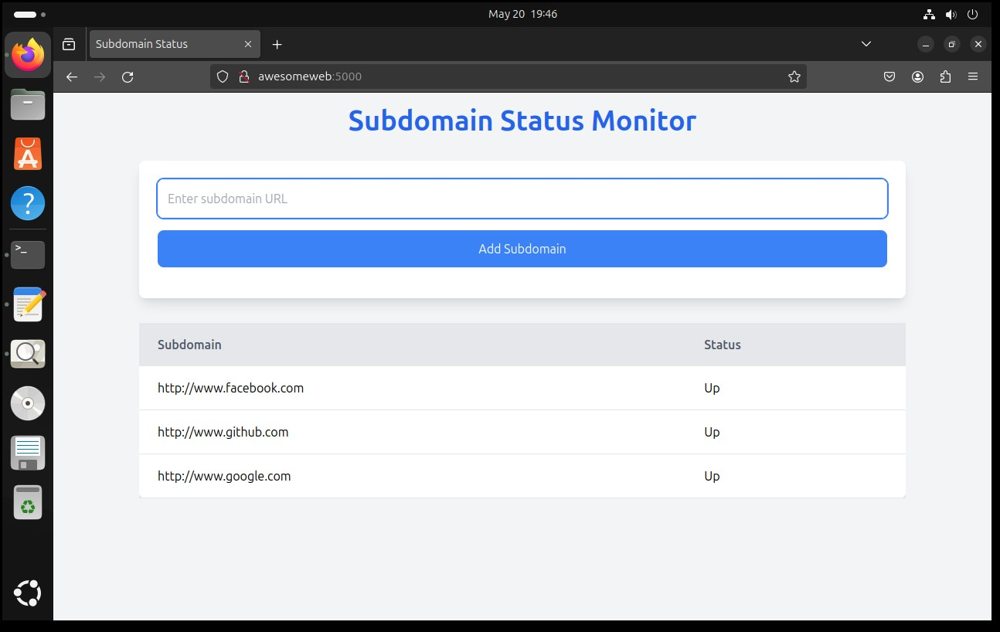 May 20 19:46
Subdomain Status
awesomeweb:5000
Subdomain Status Monitor
Enter subdomain URL
Add Subdomain
Subdomain Status
http://www.facebook.com Up
http://www.github.com Up
http://www.google.com Up